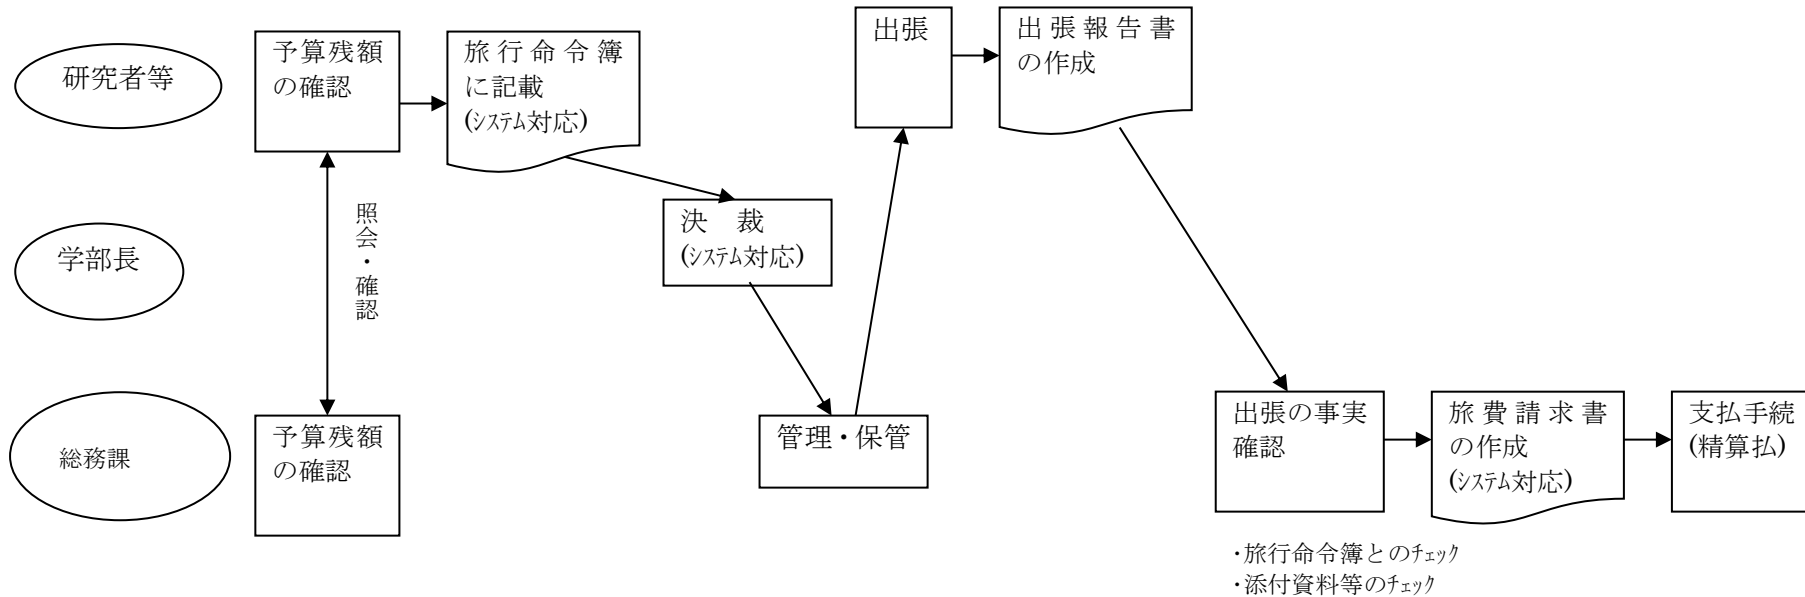 研究者等
予算残額
の確認
旅行命令簿
に記載
(ｼｽﾃﾑ対応)
出張
出張報告書
の作成
照会・確認
学部長
決　裁
(ｼｽﾃﾑ対応)
総務課
予算残額
の確認
管理・保管
出張の事実
確認
旅費請求書
の作成
(ｼｽﾃﾑ対応)
支払手続
(精算払)
・旅行命令簿とのﾁｪｯｸ
・添付資料等のﾁｪｯｸ